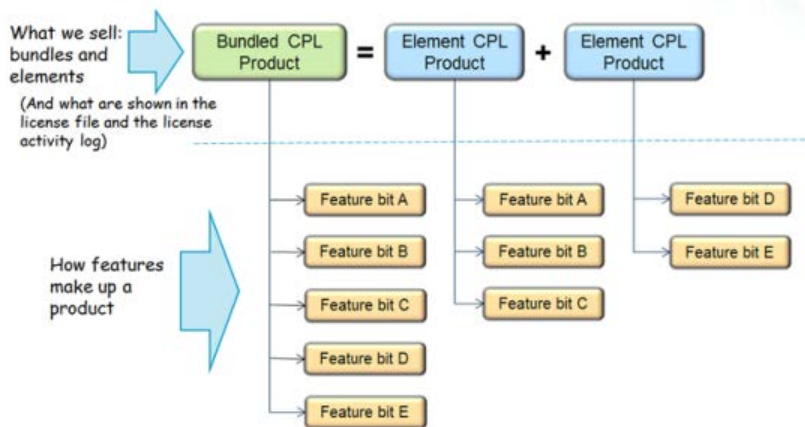 What we sell:
bundles and
elements
(And what are shown in the
license file and the license
activity log)
Bundled CPL
Product
=
Element CPL
Product
+
Element CPL
Product
How features
make up a
product
Feature bit A
Feature bit B
Feature bit C
Feature bit D
Feature bit E
Feature bit A
Feature bit B
Feature bit C
Feature bit D
Feature bit E